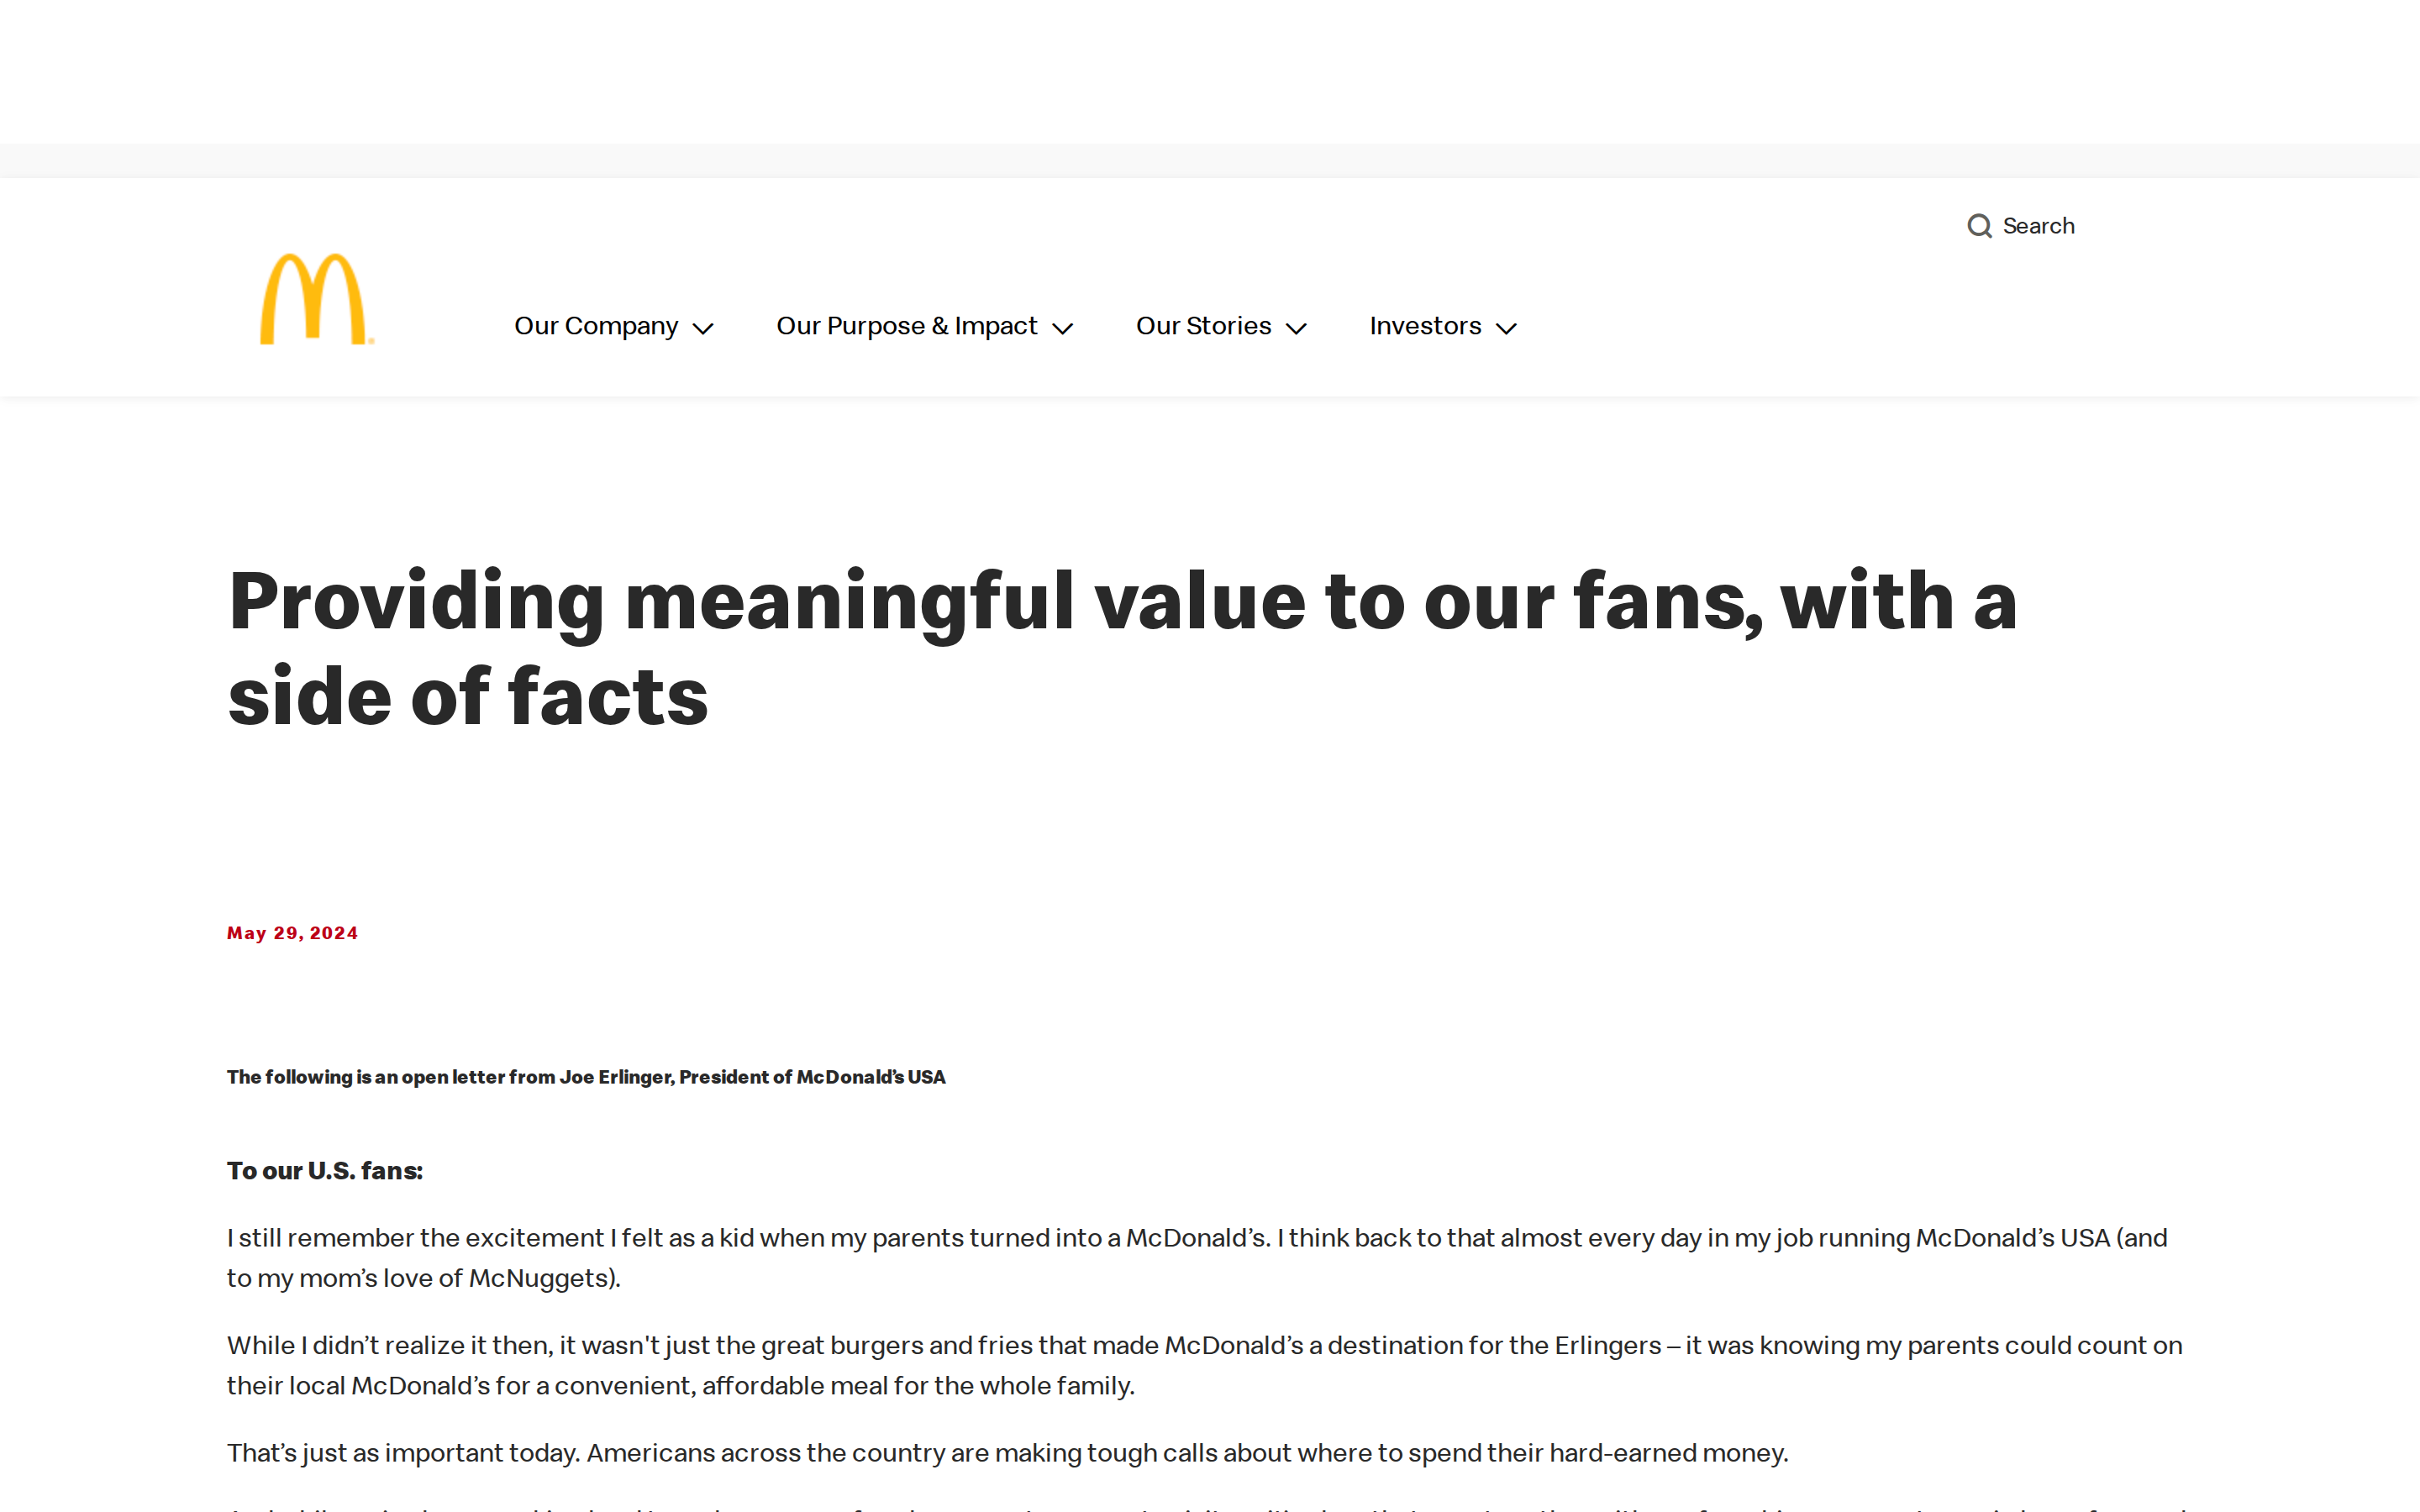 Search
Our Company
Our Purpose & Impact
Our Stories
Investors
Providing meaningful value to our fans, with a
side of facts
May 29, 2024
The following is an open letter from Joe Erlinger, President of McDonald’s USA
To our U.S. fans:
I still remember the excitement I felt as a kid when my parents turned into a McDonald’s. I think back to that almost every day in my job running McDonald’s USA (and
to my mom’s love of McNuggets).
While I didn’t realize it then, it wasn't just the great burgers and fries that made McDonald’s a destination for the Erlingers – it was knowing my parents could count on
their local McDonald’s for a convenient, affordable meal for the whole family.
That’s just as important today. Americans across the country are making tough calls about where to spend their hard-earned money.